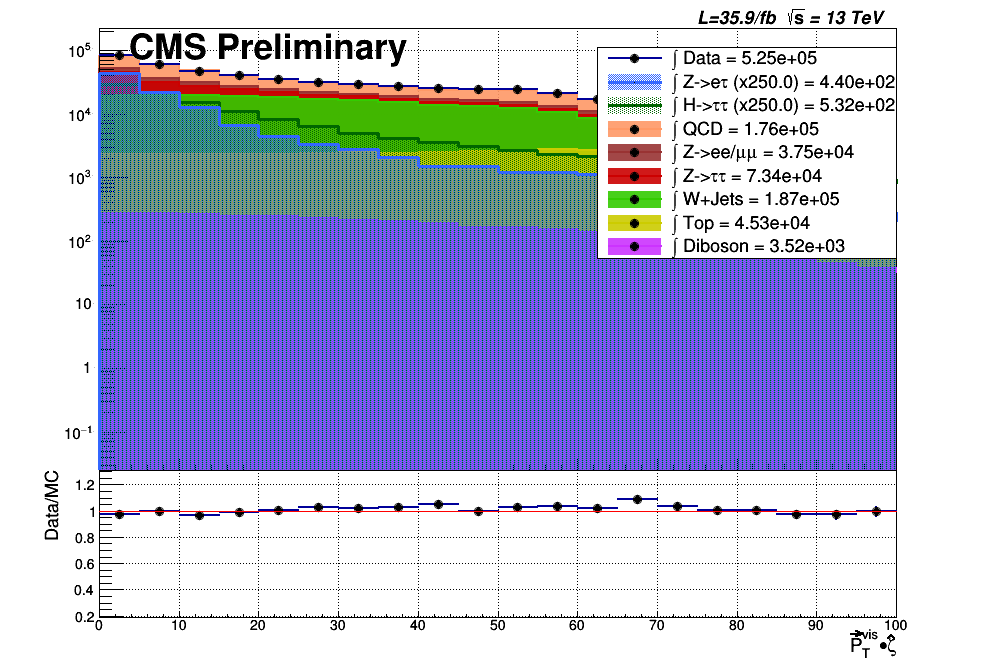 L=35.9/fb √s = 13 TeV
CMS Preliminary
∫ Data = 5.25e+05
∫ Z->eτ (x250.0) = 4.40e+02
∫ H->ττ (x250.0) = 5.32e+02
∫ QCD = 1.76e+05
∫ Z->ee/μμ = 3.75e+04
∫ Z->ττ = 7.34e+04
∫ W+Jets = 1.87e+05
∫ Top = 4.53e+04
∫ Diboson = 3.52e+03
10⁵
10⁴
10³
10²
10
1
10⁻¹
Data/MC
1.2
1
0.8
0.6
0.4
0.2
0 10 20 30 40 50 60 70 80 90 100
P⃗_T^vis •ζ̂